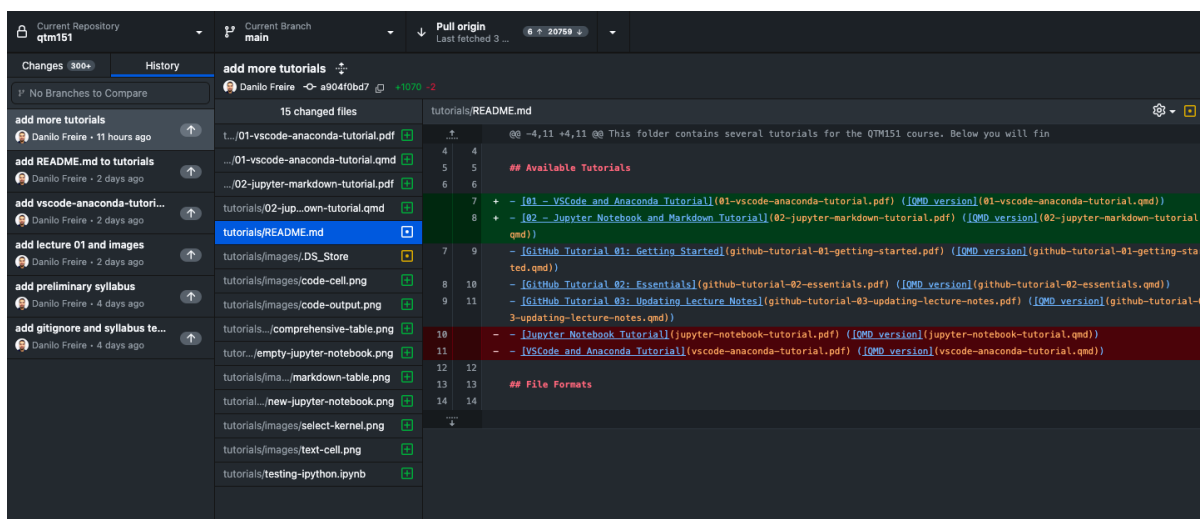 Current Repository
qtm151
Current Branch
main
Pull origin
Last fetched 3 ...
6 ↑ 20759 ↓
Changes 300+
History
No Branches to Compare
add more tutorials
Danilo Freire • 11 hours ago
add README.md to tutorials
Danilo Freire • 2 days ago
add vscode-anaconda-tutori...
Danilo Freire • 2 days ago
add lecture 01 and images
Danilo Freire • 2 days ago
add preliminary syllabus
Danilo Freire • 4 days ago
add gitignore and syllabus te...
Danilo Freire • 4 days ago
add more tutorials
Danilo Freire a904f0bd7 +1070 -2
15 changed files
t.../01-vscode-anaconda-tutorial.pdf
.../01-vscode-anaconda-tutorial.qmd
.../02-jupyter-markdown-tutorial.pdf
tutorials/02-jup...own-tutorial.qmd
tutorials/README.md
tutorials/images/.DS_Store
tutorials/images/code-cell.png
tutorials/images/code-output.png
tutorials.../comprehensive-table.png
tutor.../empty-jupyter-notebook.png
tutorials/ima.../markdown-table.png
tutorial.../new-jupyter-notebook.png
tutorials/images/select-kernel.png
tutorials/images/text-cell.png
tutorials/testing-ipython.ipynb
tutorials/README.md
@@ -4,11 +4,11 @@ This folder contains several tutorials for the QTM151 course. Below you will fin
4 4
5 5 ## Available Tutorials
6 6
7 + - [01 - VSCode and Anaconda Tutorial](01-vscode-anaconda-tutorial.pdf) ([QMD version](01-vscode-anaconda-tutorial.qmd))
8 + - [02 - Jupyter Notebook and Markdown Tutorial](02-jupyter-markdown-tutorial.pdf) ([QMD version](02-jupyter-markdown-tutorial
qmd))
7 9 - [GitHub Tutorial 01: Getting Started](github-tutorial-01-getting-started.pdf) ([QMD version](github-tutorial-01-getting-sta
ted.qmd))
8 10 - [GitHub Tutorial 02: Essentials](github-tutorial-02-essentials.pdf) ([QMD version](github-tutorial-02-essentials.qmd))
9 11 - [GitHub Tutorial 03: Updating Lecture Notes](github-tutorial-03-updating-lecture-notes.pdf) ([QMD version](github-tutorial-
3-updating-lecture-notes.qmd))
10 - - [Jupyter Notebook Tutorial](jupyter-notebook-tutorial.pdf) ([QMD version](jupyter-notebook-tutorial.qmd))
11 - - [VSCode and Anaconda Tutorial](vscode-anaconda-tutorial.pdf) ([QMD version](vscode-anaconda-tutorial.qmd))
12 12
13 13 ## File Formats
14 14